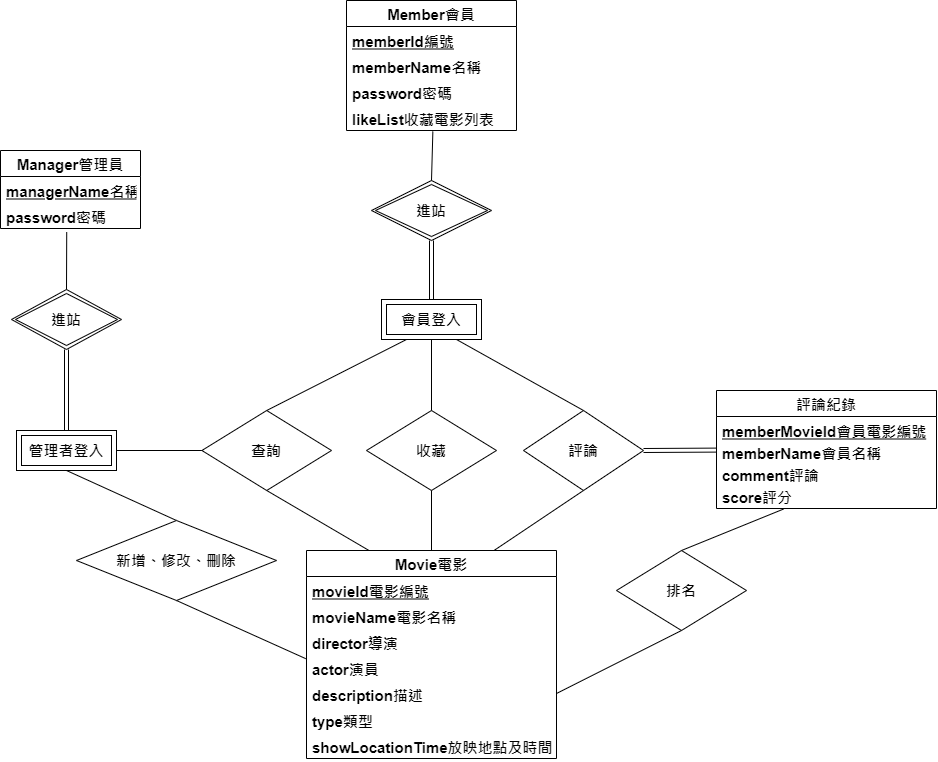 Member會員
memberId編號
memberName名稱
password密碼
likeList收藏電影列表
Manager管理員
managerName名稱
password密碼
進站
進站
會員登入
管理者登入
查詢
收藏
評論
評論紀錄
memberMovieId會員電影編號
memberName會員名稱
comment評論
score評分
新增、修改、刪除
排名
Movie電影
movieId電影編號
movieName電影名稱
director導演
actor演員
description描述
type類型
showLocationTime放映地點及時間